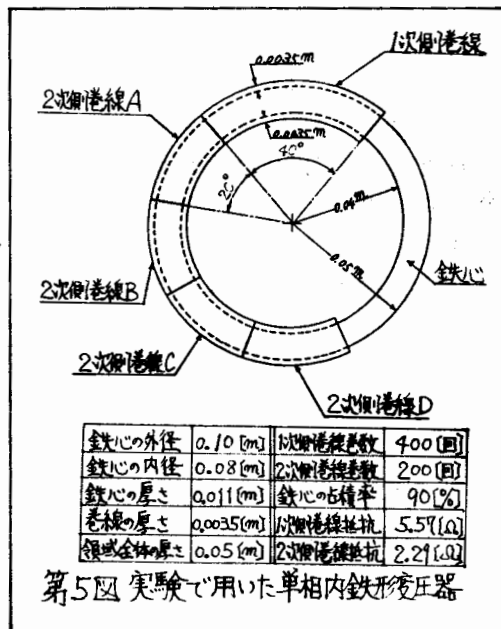 0.0035m
1次側巻線
2次側巻線A
0.0035m
40°
20°
0.04m
0.05m
鉄心
2次側巻線B
2次側巻線C
2次側巻線D
鉄心の外径 0.10[m] 1次側巻線巻数 400[回]
鉄心の内径 0.08[m] 2次側巻線巻数 200[回]
鉄心の厚さ 0.011[m] 鉄心の占積率 90[%]
巻線の厚さ 0.0035[m] 1次側巻線抵抗 5.57[Ω]
領域全体の厚さ 0.05[m] 2次側巻線抵抗 2.29[Ω]
第5図 実験で用いた単相内鉄形変圧器